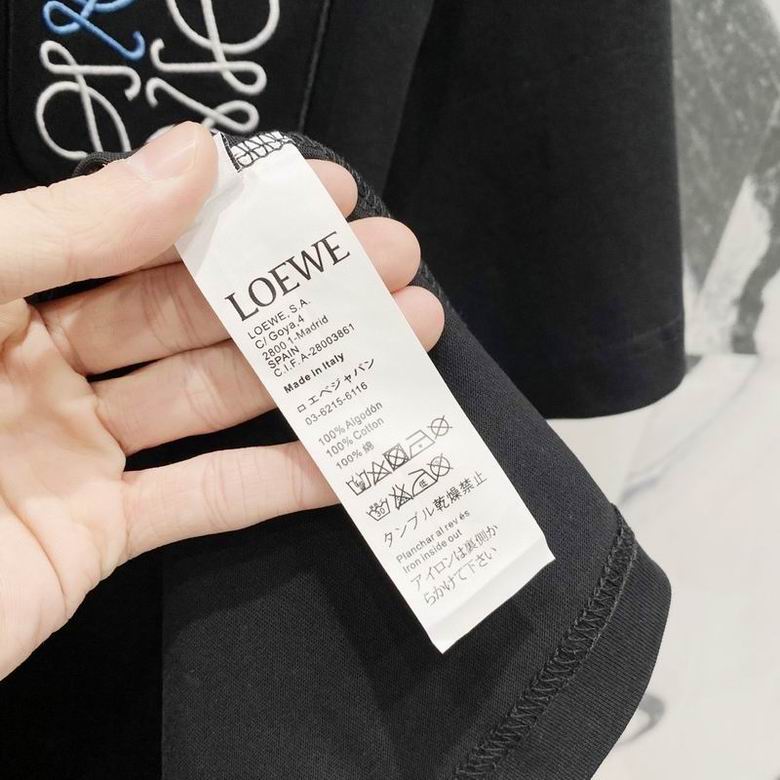 LOEWE
LOEWE, S.A.
C/ Goya,4
2800 1-Madrid
SPAIN
C.I.F.A-28003861
Made in Italy
ロエベジャパン
03-6215-6116
100% Algodón
100% Cotton
100% 綿
タンブル乾燥禁止
Planchar al revés
Iron inside out
アイロンは裏側か
らかけて下さい